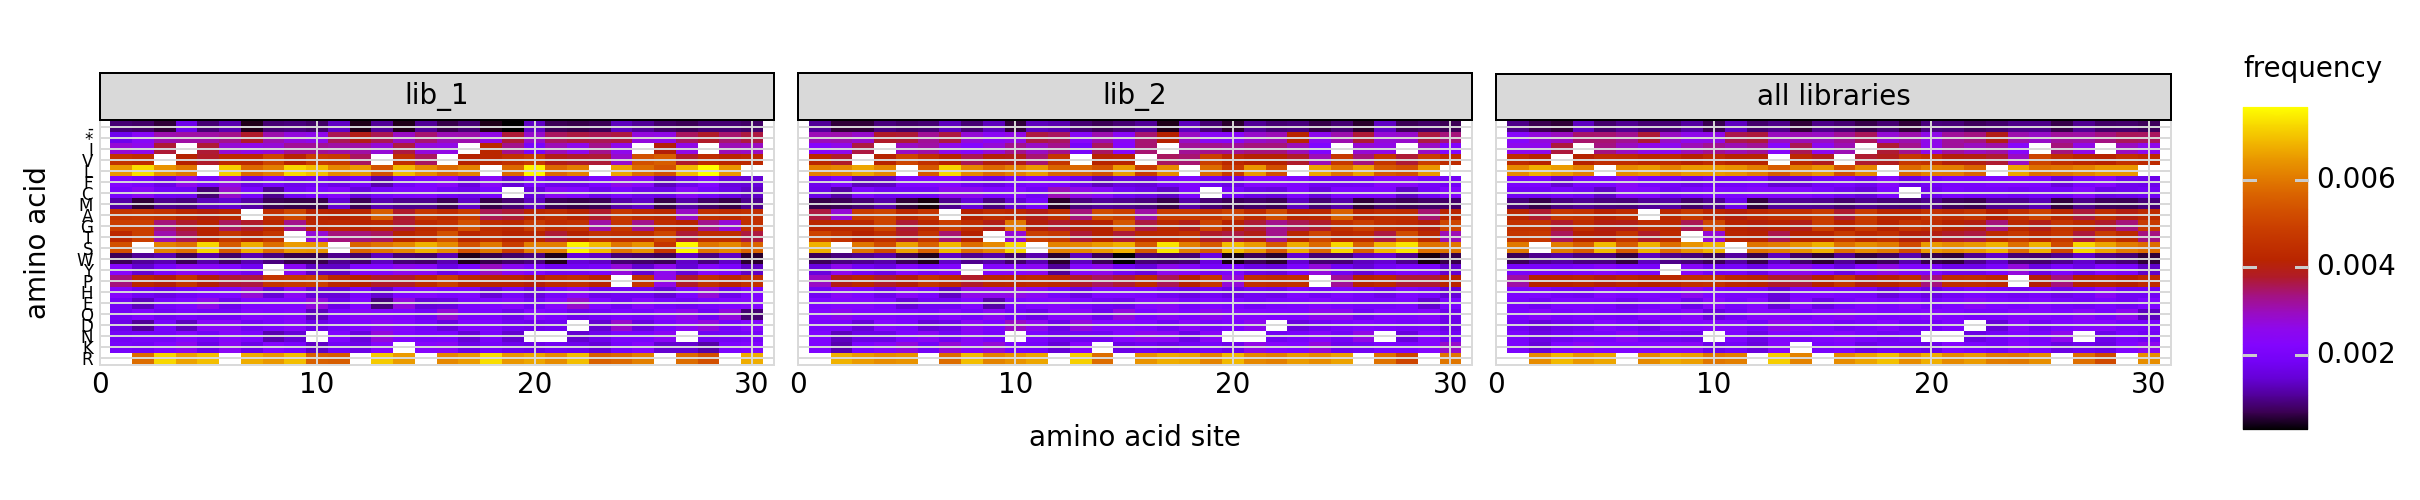 lib_1
lib_2
all libraries
frequency
amino acid
-
*
I
V
L
F
C
M
A
G
T
S
W
Y
P
H
E
Q
D
N
K
R
0.006
0.004
0.002
0 10 20 30
0 10 20 30
0 10 20 30
amino acid site